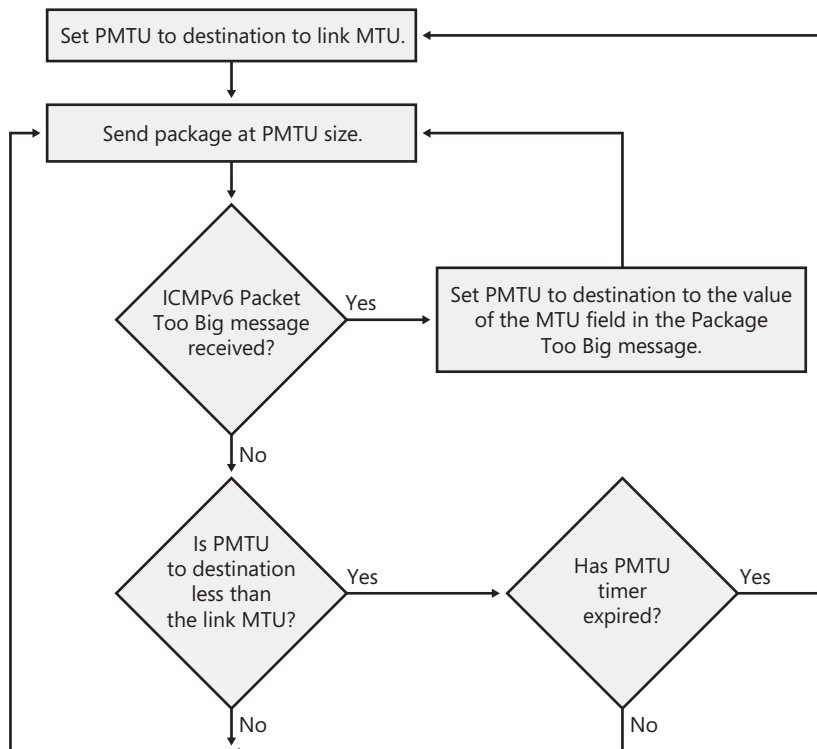 Set PMTU to destination to link MTU.
Send package at PMTU size.
ICMPv6 Packet
Too Big message
received?
Yes
Set PMTU to destination to the value
of the MTU field in the Package
Too Big message.
No
Is PMTU
to destination
less than
the link MTU?
Yes
Has PMTU
timer
expired?
Yes
No
No